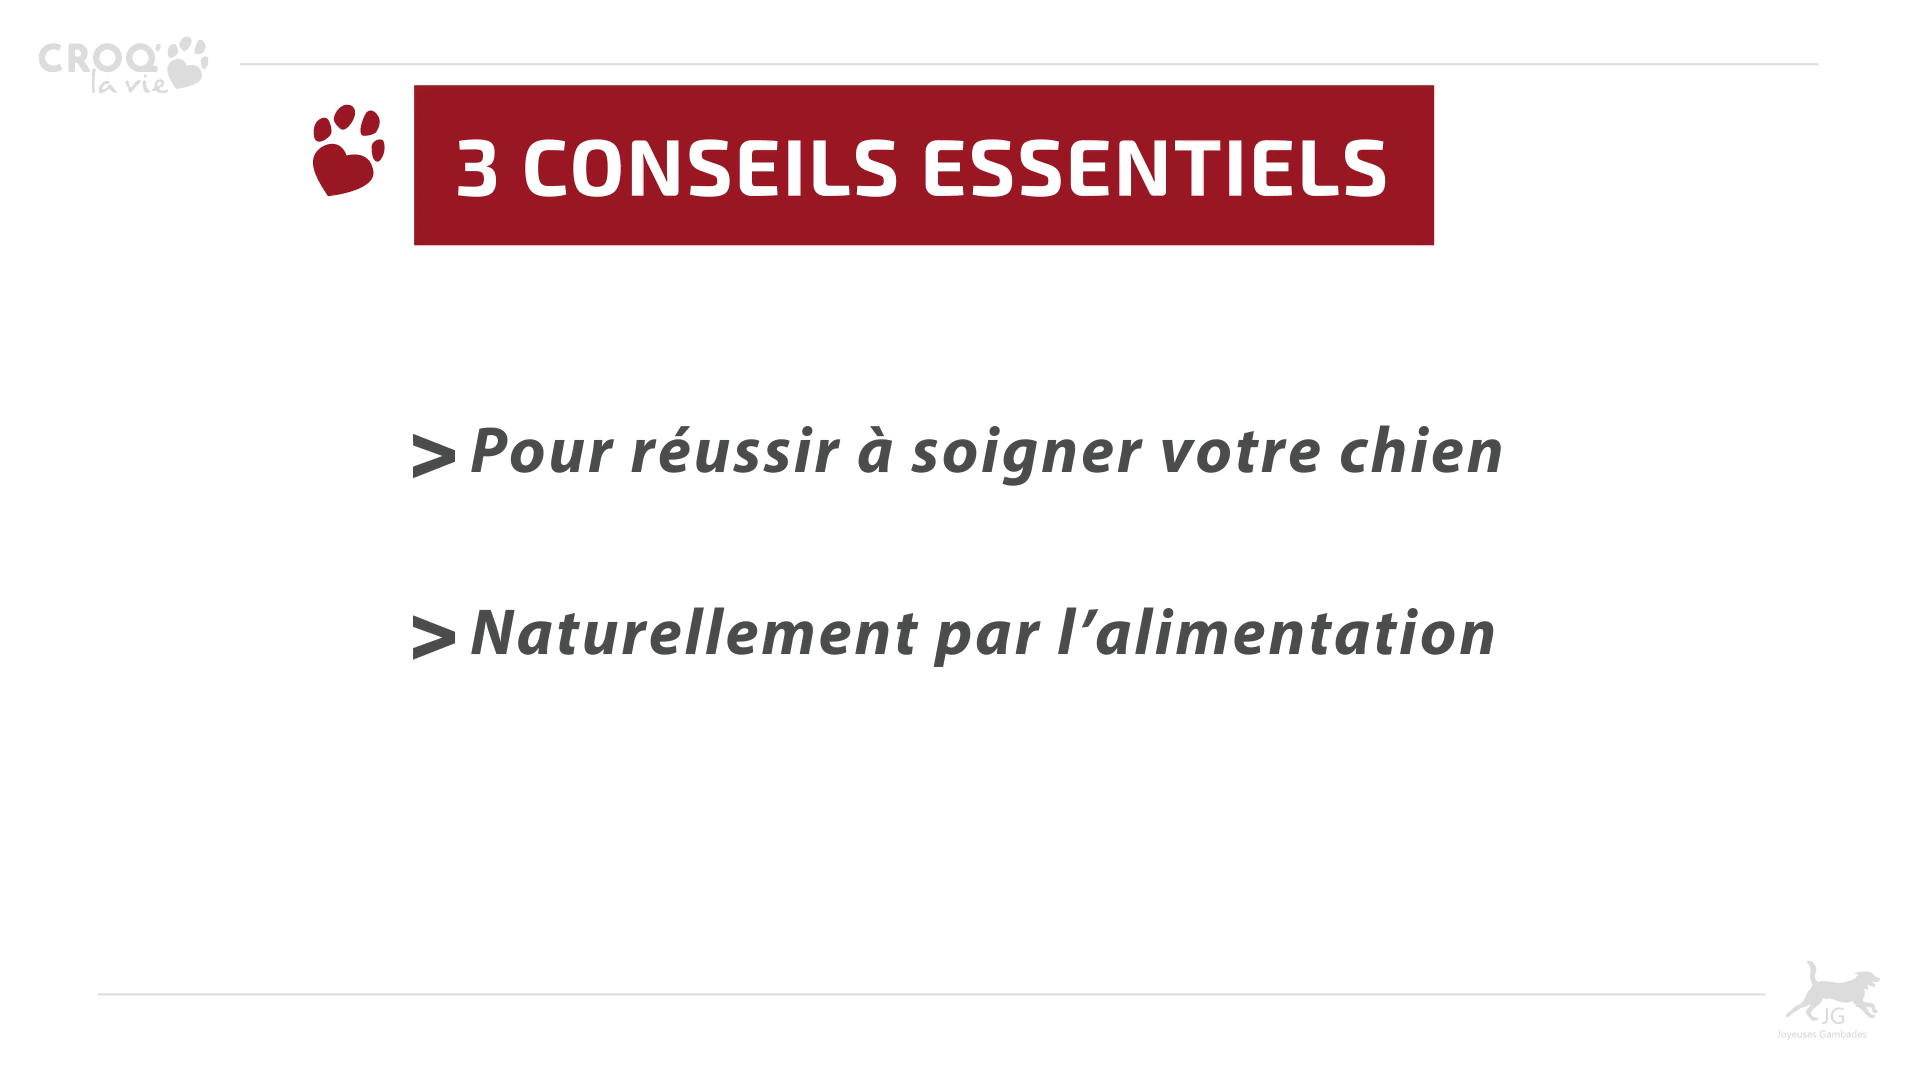 CROQ'
la vie
3 CONSEILS ESSENTIELS
> Pour réussir à soigner votre chien
> Naturellement par l’alimentation
JG
Joyeuses Gambades